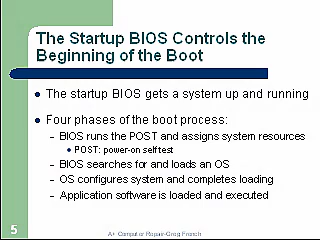 The Startup BIOS Controls the
Beginning of the Boot
• The startup BIOS gets a system up and running
• Four phases of the boot process:
– BIOS runs the POST and assigns system resources
• POST: power-on self test
– BIOS searches for and loads an OS
– OS configures system and completes loading
– Application software is loaded and executed
5
A+ Computer Repair-Greg French